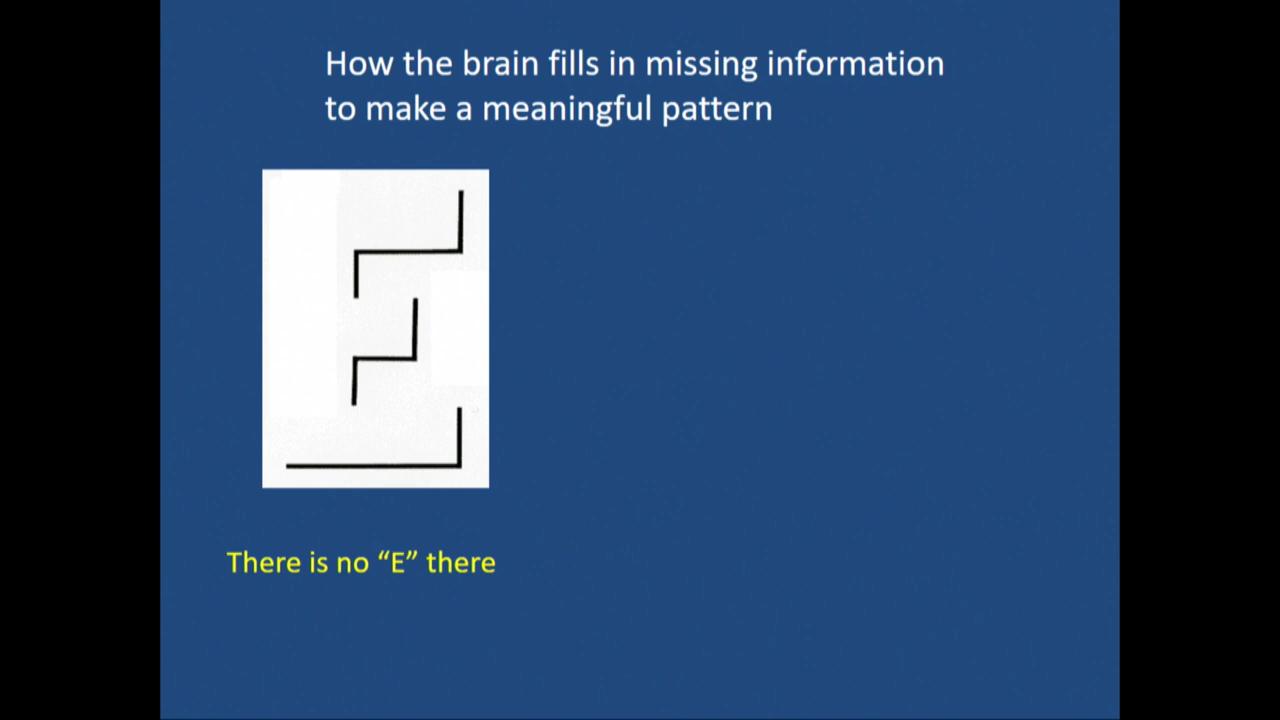 How the brain fills in missing information
to make a meaningful pattern
There is no “E” there